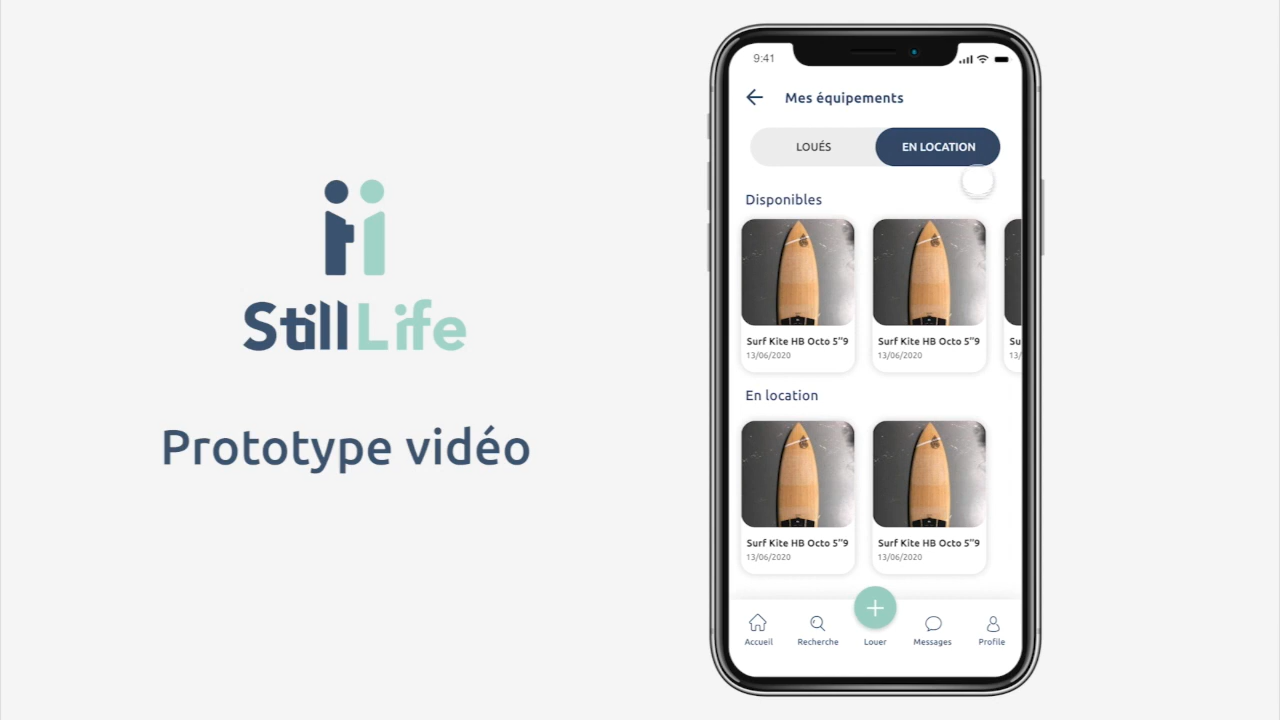 StillLife
Prototype vidéo
9:41
Mes équipements
LOUÉS
EN LOCATION
Disponibles
Surf Kite HB Octo 5"9
13/06/2020
Surf Kite HB Octo 5"9
13/06/2020
Su
13/
En location
Surf Kite HB Octo 5"9
13/06/2020
Surf Kite HB Octo 5"9
13/06/2020
Accueil
Recherche
Louer
Messages
Profile